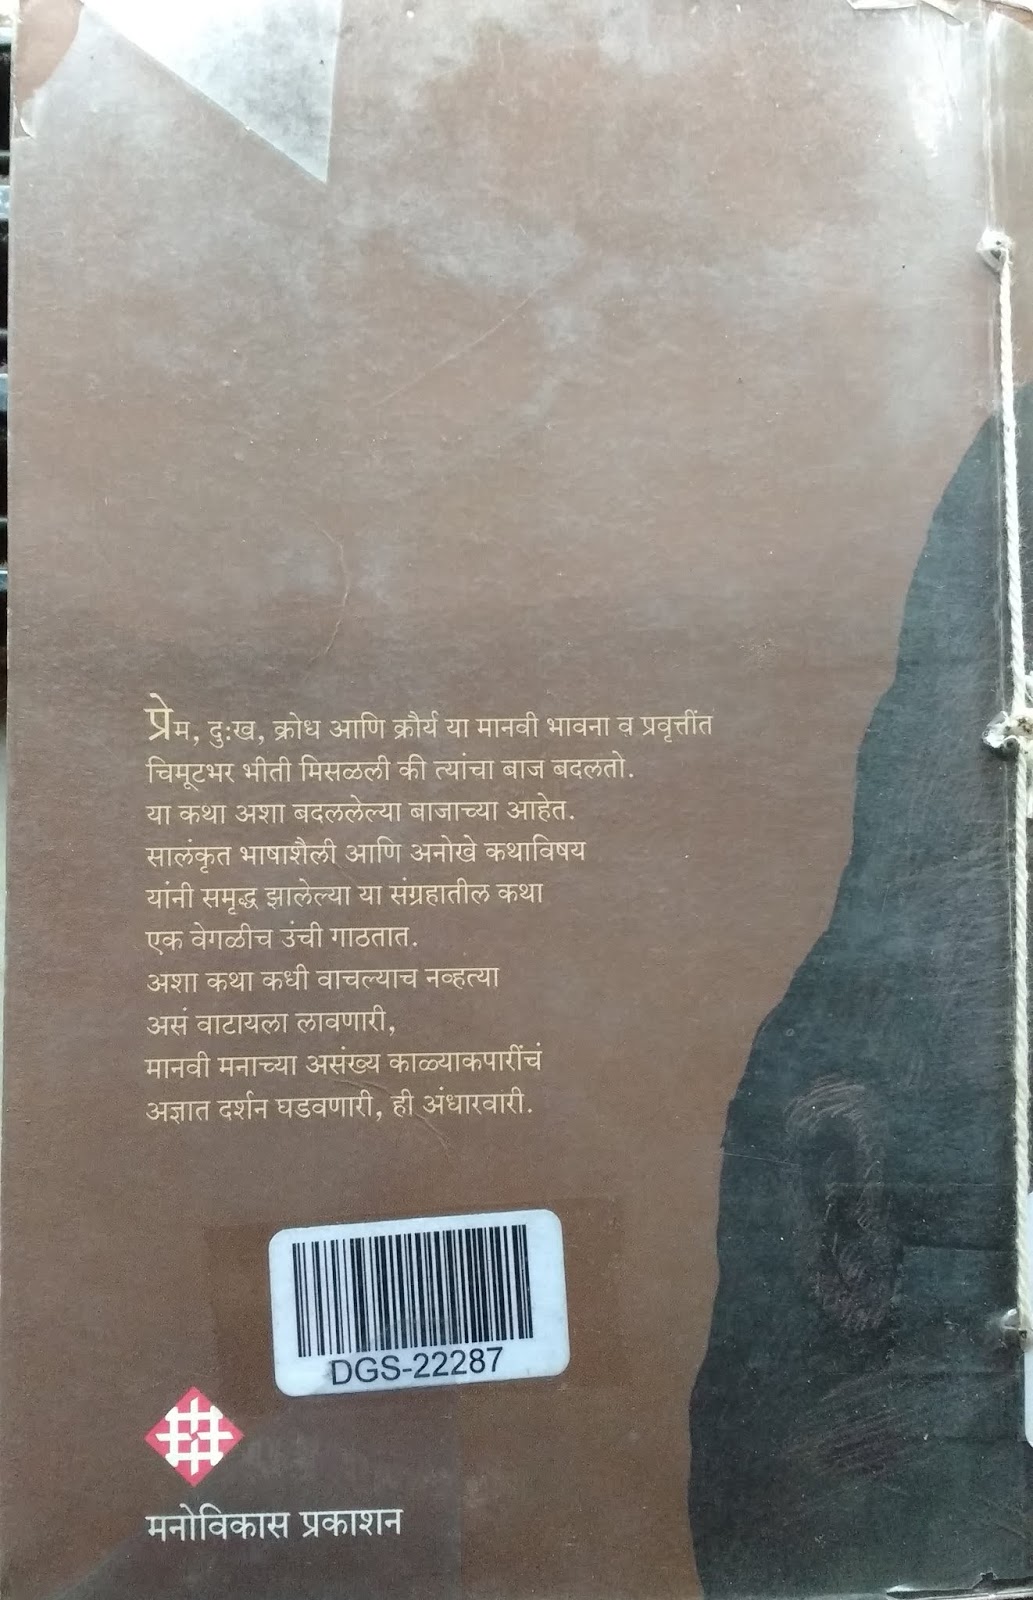 प्रेम, दुःख, क्रोध आणि क्रौर्य या मानवी भावना व प्रवृत्तींत
चिमूटभर भीती मिसळली की त्यांचा बाज बदलतो.
या कथा अशा बदललेल्या बाजाच्या आहेत.
सालंकृत भाषाशैली आणि अनोखे कथाविषय
यांनी समृद्ध झालेल्या या संग्रहातील कथा
एक वेगळीच उंची गाठतात.
अशा कथा कधी वाचल्याच नव्हत्या
असं वाटायला लावणारी,
मानवी मनाच्या असंख्य काळ्याकपारींचं
अज्ञात दर्शन घडवणारी, ही अंधारवारी.
DGS-22287
मनोविकास प्रकाशन